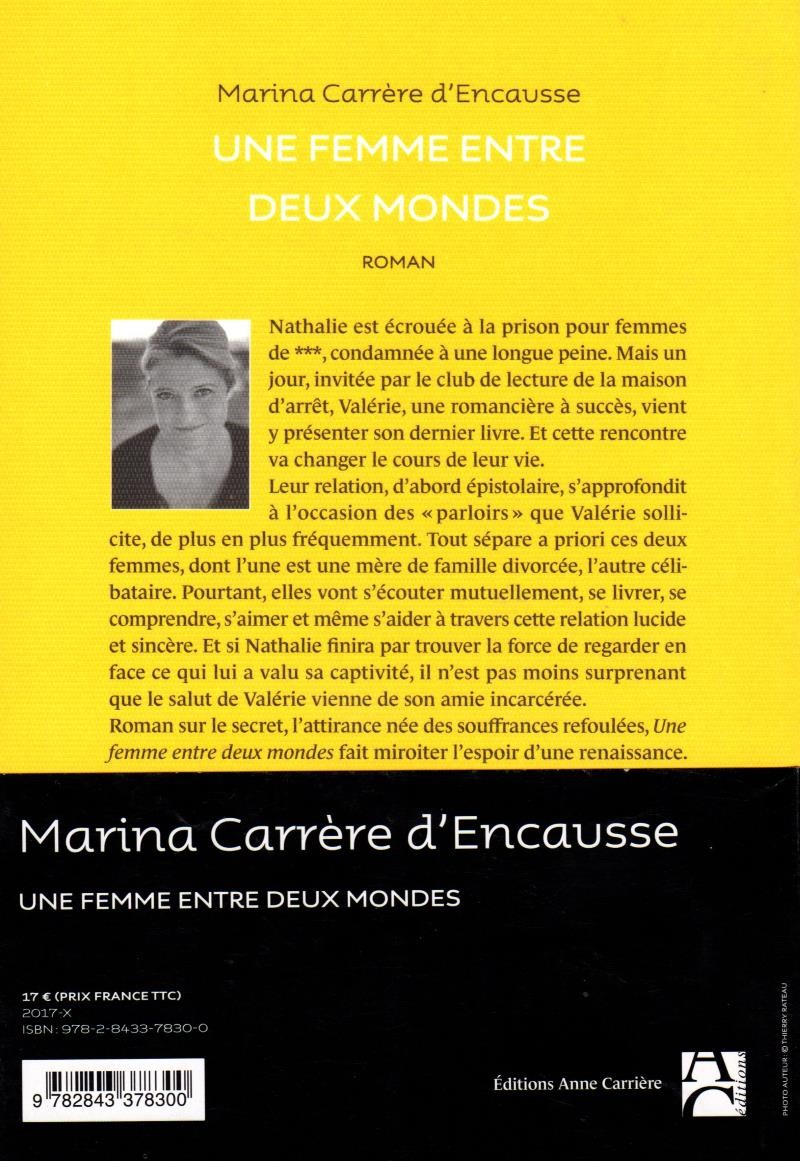 Marina Carrère d'Encausse
UNE FEMME ENTRE
DEUX MONDES
ROMAN
Nathalie est écrouée à la prison pour femmes
de ***, condamnée à une longue peine. Mais un
jour, invitée par le club de lecture de la maison
d'arrêt, Valérie, une romancière à succès, vient
y présenter son dernier livre. Et cette rencontre
va changer le cours de leur vie.
Leur relation, d'abord épistolaire, s'approfondit
à l'occasion des «parloirs» que Valérie solli-
cite, de plus en plus fréquemment. Tout sépare a priori ces deux
femmes, dont l'une est une mère de famille divorcée, l'autre céli-
bataire. Pourtant, elles vont s'écouter mutuellement, se livrer, se
comprendre, s'aimer et même s'aider à travers cette relation lucide
et sincère. Et si Nathalie finira par trouver la force de regarder en
face ce qui lui a valu sa captivité, il n'est pas moins surprenant
que le salut de Valérie vienne de son amie incarcérée.
Roman sur le secret, l'attirance née des souffrances refoulées, Une
femme entre deux mondes fait miroiter l'espoir d'une renaissance.
Marina Carrère d'Encausse
UNE FEMME ENTRE DEUX MONDES
17 € (PRIX FRANCE TTC)
2017-X
ISBN : 978-2-8433-7830-0
9 782843 378300
Éditions Anne Carrière
AC éditions
PHOTO AUTEUR : © THIERRY RATEAU